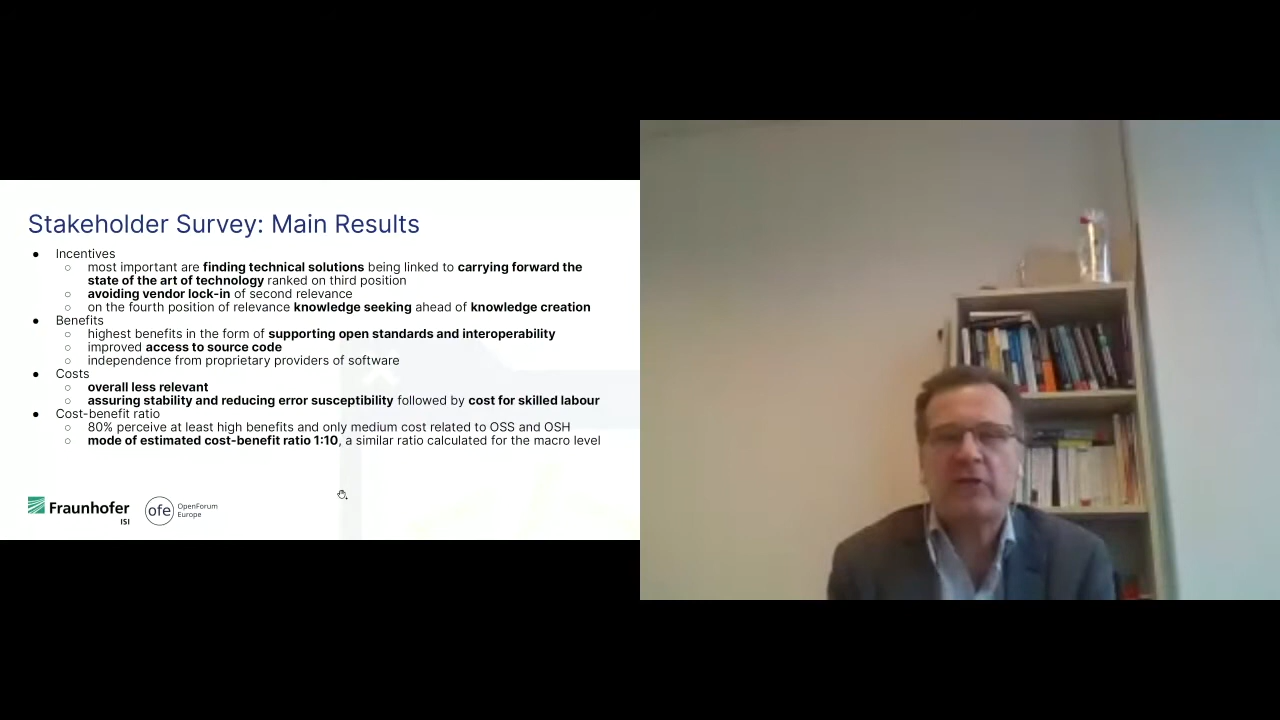 Stakeholder Survey: Main Results
● Incentives
○ most important are finding technical solutions being linked to carrying forward the
state of the art of technology ranked on third position
○ avoiding vendor lock-in of second relevance
○ on the fourth position of relevance knowledge seeking ahead of knowledge creation
● Benefits
○ highest benefits in the form of supporting open standards and interoperability
○ improved access to source code
○ independence from proprietary providers of software
● Costs
○ overall less relevant
○ assuring stability and reducing error susceptibility followed by cost for skilled labour
● Cost-benefit ratio
○ 80% perceive at least high benefits and only medium cost related to OSS and OSH
○ mode of estimated cost-benefit ratio 1:10, a similar ratio calculated for the macro level
Fraunhofer
ISI
ofe
OpenForum
Europe